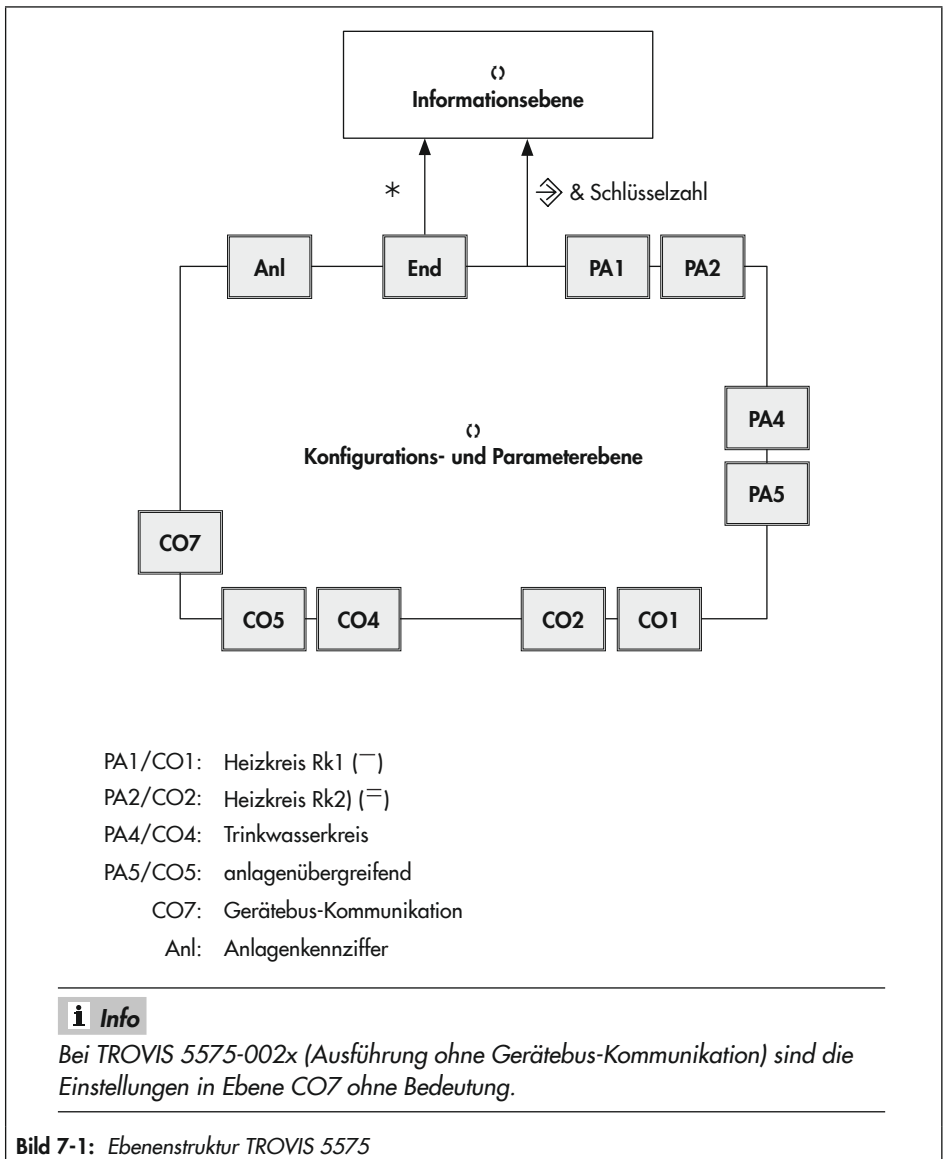 Informationsebene
*
& Schlüsselzahl
Anl
End
PA1
PA2
PA4
PA5
Konfigurations- und Parameterebene
CO7
CO5
CO4
CO2
CO1
PA1/CO1: Heizkreis Rk1 (¯)
PA2/CO2: Heizkreis Rk2) (=)
PA4/CO4: Trinkwasserkreis
PA5/CO5: anlagenübergreifend
CO7: Gerätebus-Kommunikation
Anl: Anlagenkennziffer
i Info
Bei TROVIS 5575-002x (Ausführung ohne Gerätebus-Kommunikation) sind die
Einstellungen in Ebene CO7 ohne Bedeutung.
Bild 7-1: Ebenenstruktur TROVIS 5575